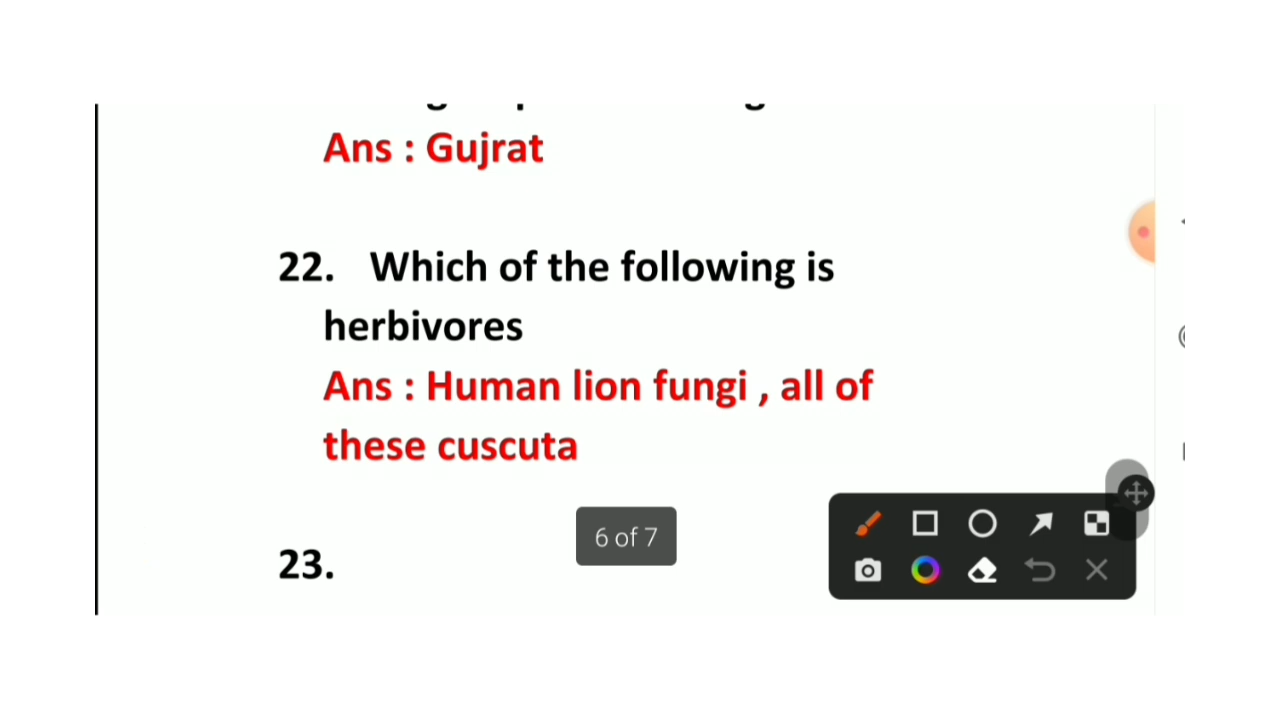 Ans : Gujrat
22. Which of the following is
herbivores
Ans : Human lion fungi , all of
these cuscuta
6 of 7
23.